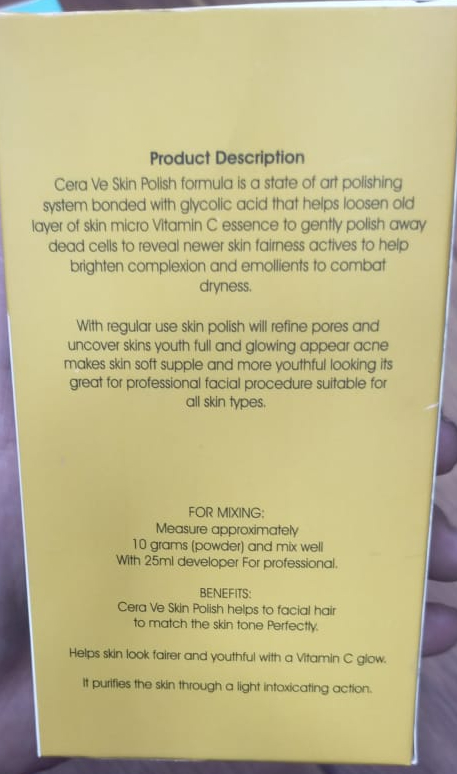 Product Description
Cera Ve Skin Polish formula is a state of art polishing
system bonded with glycolic acid that helps loosen old
layer of skin micro Vitamin C essence to gently polish away
dead cells to reveal newer skin fairness actives to help
brighten complexion and emollients to combat
dryness.
With regular use skin polish will refine pores and
uncover skins youth full and glowing appear acne
makes skin soft supple and more youthful looking its
great for professional facial procedure suitable for
all skin types.
FOR MIXING:
Measure approximately
10 grams (powder) and mix well
With 25ml developer For professional.
BENEFITS:
Cera Ve Skin Polish helps to facial hair
to match the skin tone Perfectly.
Helps skin look fairer and youthful with a Vitamin C glow.
It purifies the skin through a light intoxicating action.